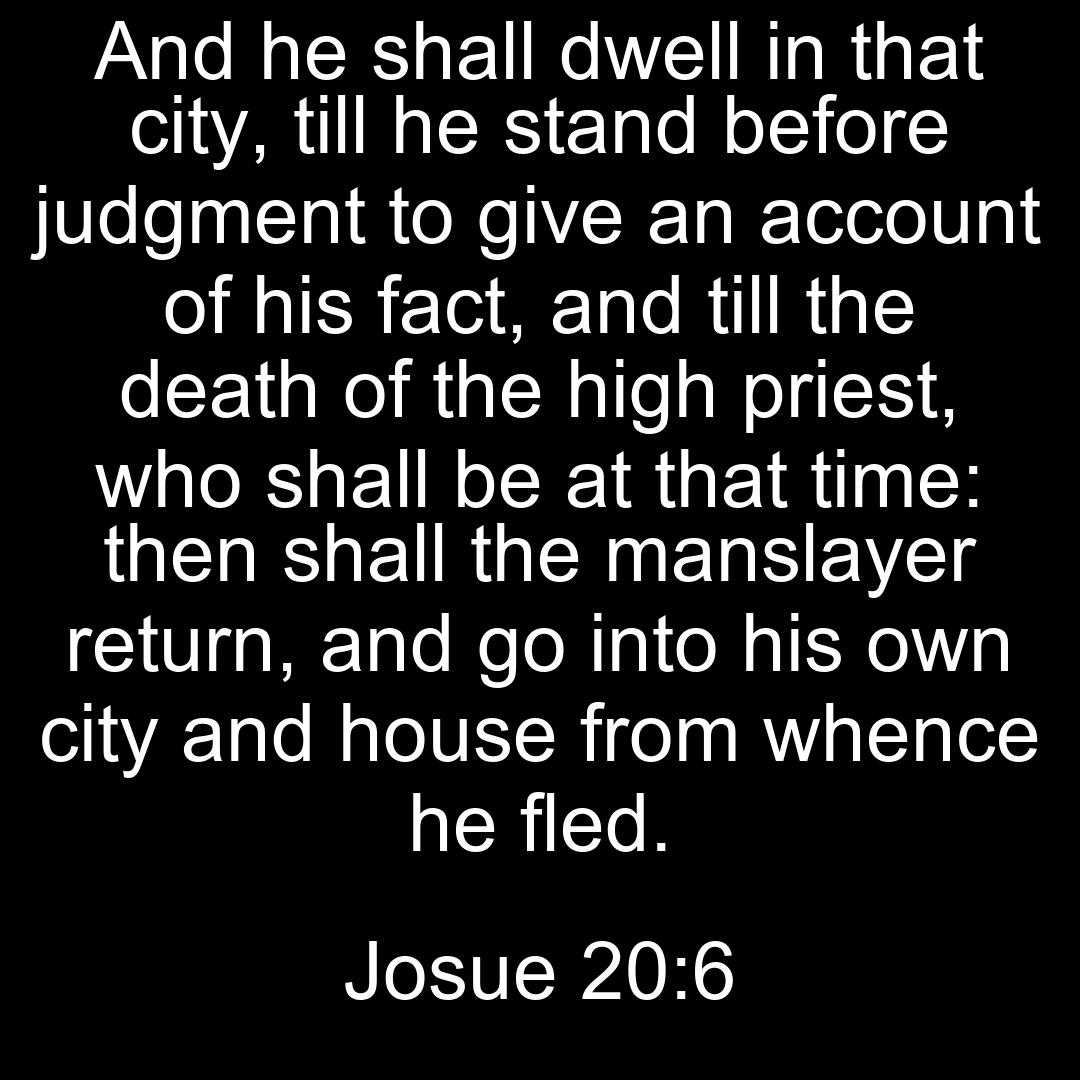 And he shall dwell in that
city, till he stand before
judgment to give an account
of his fact, and till the
death of the high priest,
who shall be at that time:
then shall the manslayer
return, and go into his own
city and house from whence
he fled.
Josue 20:6